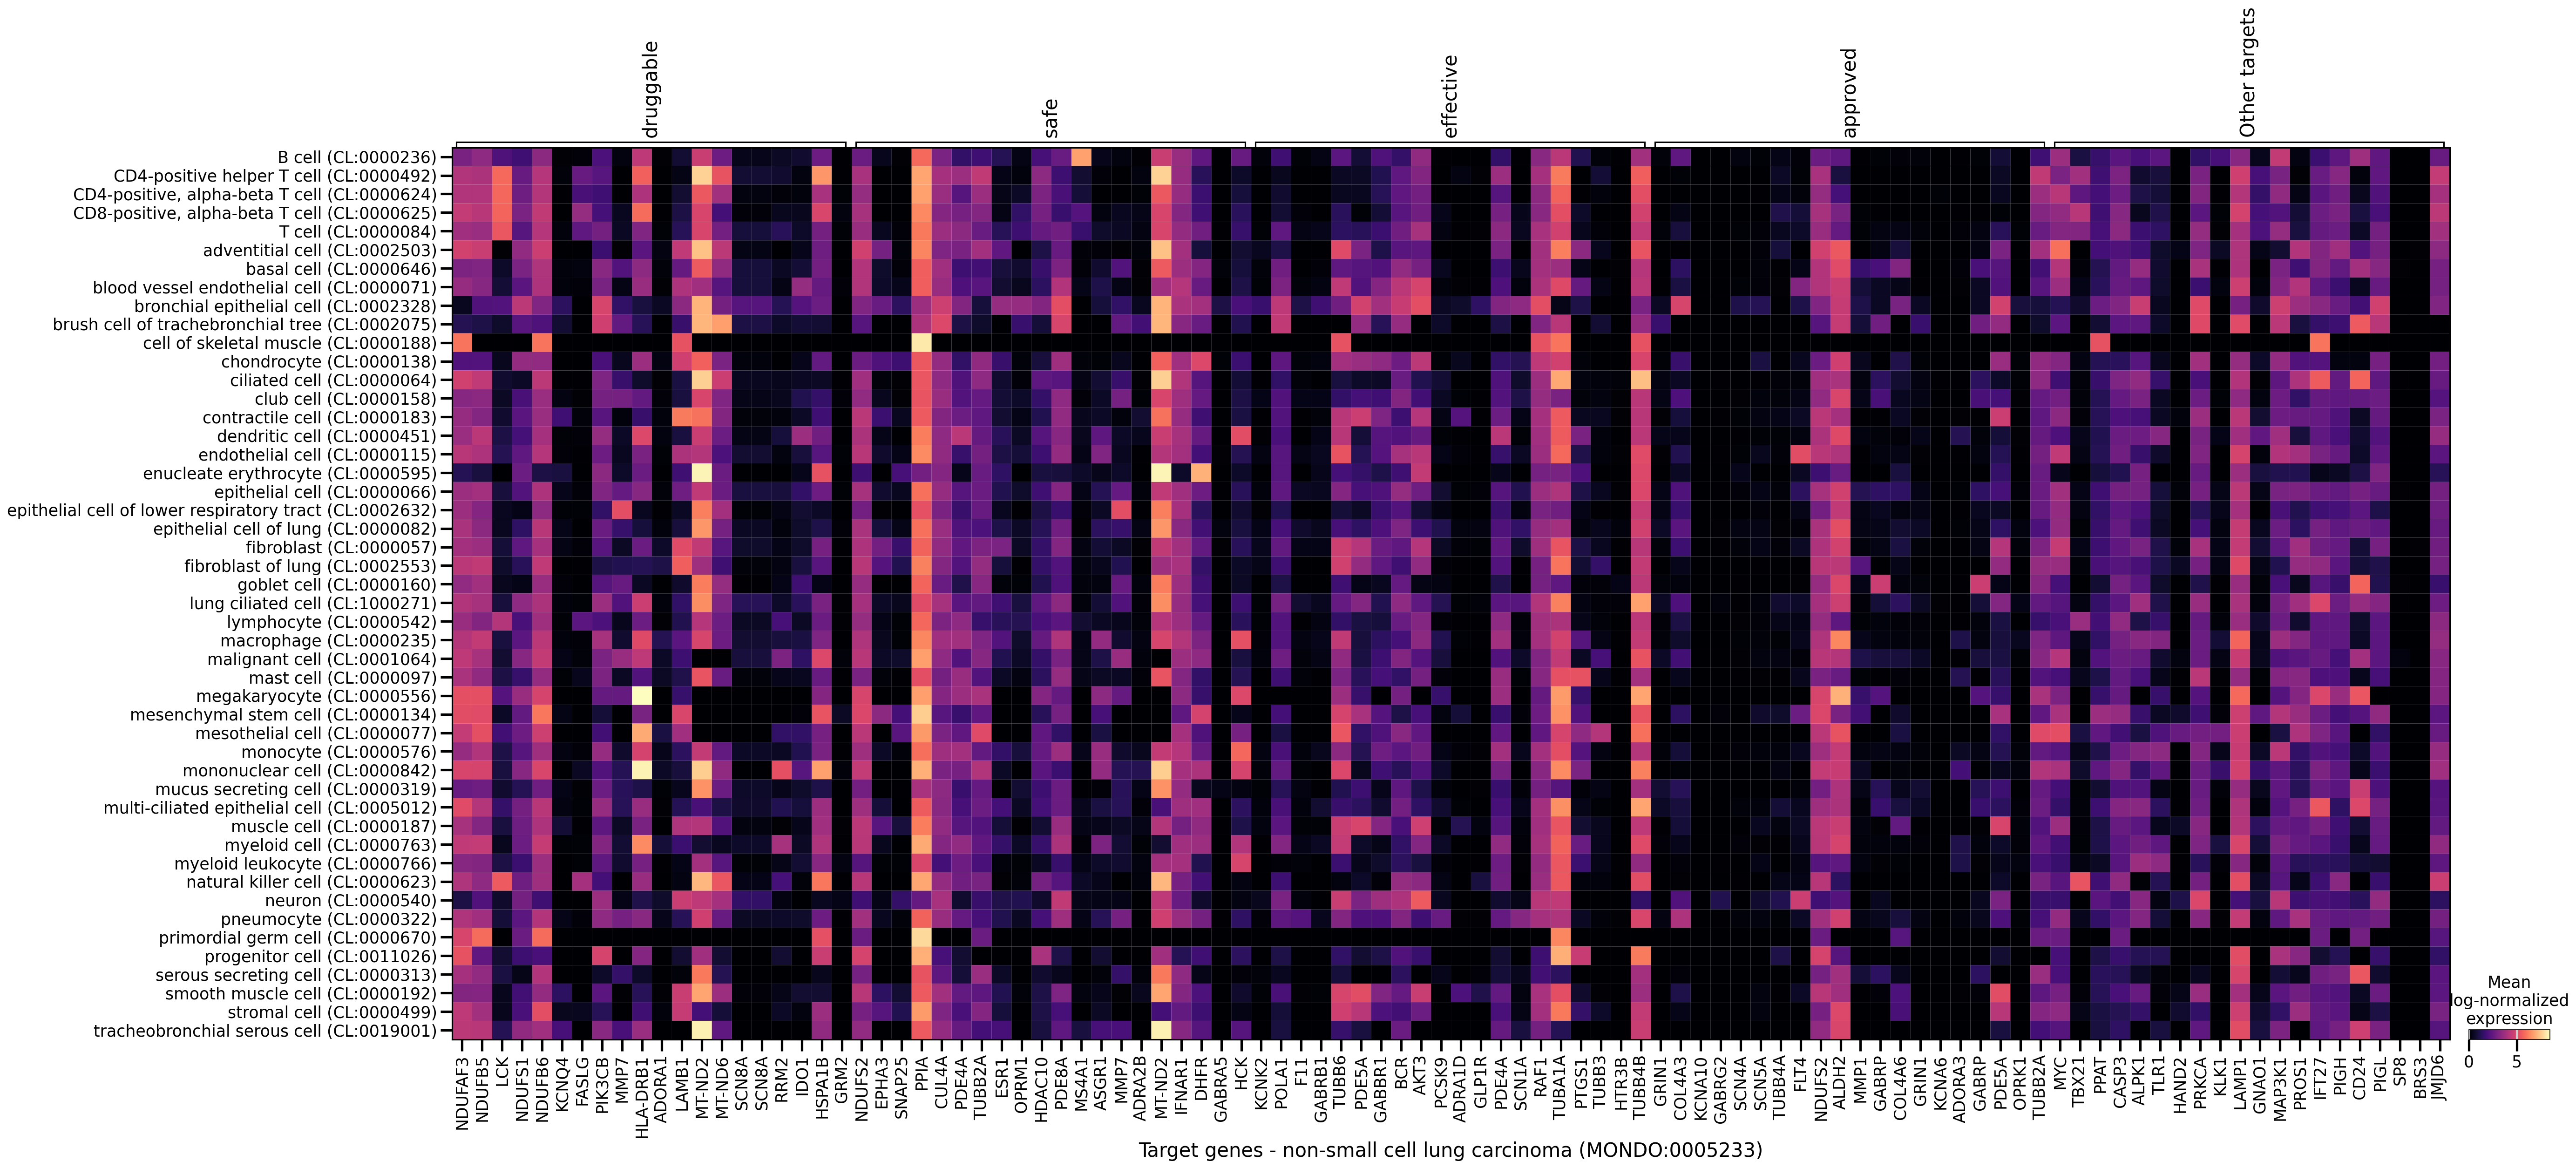 druggable
safe
effective
approved
Other targets
B cell (CL:0000236)
CD4-positive helper T cell (CL:0000492)
CD4-positive, alpha-beta T cell (CL:0000624)
CD8-positive, alpha-beta T cell (CL:0000625)
T cell (CL:0000084)
adventitial cell (CL:0002503)
basal cell (CL:0000646)
blood vessel endothelial cell (CL:0000071)
bronchial epithelial cell (CL:0002328)
brush cell of trachebronchial tree (CL:0002075)
cell of skeletal muscle (CL:0000188)
chondrocyte (CL:0000138)
ciliated cell (CL:0000064)
club cell (CL:0000158)
contractile cell (CL:0000183)
dendritic cell (CL:0000451)
endothelial cell (CL:0000115)
enucleate erythrocyte (CL:0000595)
epithelial cell (CL:0000066)
epithelial cell of lower respiratory tract (CL:0002632)
epithelial cell of lung (CL:0000082)
fibroblast (CL:0000057)
fibroblast of lung (CL:0002553)
goblet cell (CL:0000160)
lung ciliated cell (CL:1000271)
lymphocyte (CL:0000542)
macrophage (CL:0000235)
malignant cell (CL:0001064)
mast cell (CL:0000097)
megakaryocyte (CL:0000556)
mesenchymal stem cell (CL:0000134)
mesothelial cell (CL:0000077)
monocyte (CL:0000576)
mononuclear cell (CL:0000842)
mucus secreting cell (CL:0000319)
multi-ciliated epithelial cell (CL:0005012)
muscle cell (CL:0000187)
myeloid cell (CL:0000763)
myeloid leukocyte (CL:0000766)
natural killer cell (CL:0000623)
neuron (CL:0000540)
pneumocyte (CL:0000322)
primordial germ cell (CL:0000670)
progenitor cell (CL:0011026)
serous secreting cell (CL:0000313)
smooth muscle cell (CL:0000192)
stromal cell (CL:0000499)
tracheobronchial serous cell (CL:0019001)
NDUFAF3
NDUFB5
LCK
NDUFS1
NDUFB6
KCNQ4
FASLG
PIK3CB
MMP7
HLA-DRB1
ADORA1
LAMB1
MT-ND2
MT-ND6
SCN8A
SCN8A
RRM2
IDO1
HSPA1B
GRM2
NDUFS2
EPHA3
SNAP25
PPIA
CUL4A
PDE4A
TUBB2A
ESR1
OPRM1
HDAC10
PDE8A
MS4A1
ASGR1
MMP7
ADRA2B
MT-ND2
IFNAR1
DHFR
GABRA5
HCK
KCNK2
POLA1
F11
GABRB1
TUBB6
PDE5A
GABBR1
BCR
AKT3
PCSK9
ADRA1D
GLP1R
PDE4A
SCN1A
RAF1
TUBA1A
PTGS1
TUBB3
HTR3B
TUBB4B
GRIN1
COL4A3
KCNA10
GABRG2
SCN4A
SCN5A
TUBB4A
FLT4
NDUFS2
ALDH2
MMP1
GABRP
COL4A6
GRIN1
KCNA6
ADORA3
GABRP
PDE5A
OPRK1
TUBB2A
MYC
TBX21
PPAT
CASP3
ALPK1
TLR1
HAND2
PRKCA
KLK1
LAMP1
GNAO1
MAP3K1
PROS1
IFT27
PIGH
CD24
PIGL
SP8
BRS3
JMJD6
Target genes - non-small cell lung carcinoma (MONDO:0005233)
Mean
log-normalized
expression
0 5